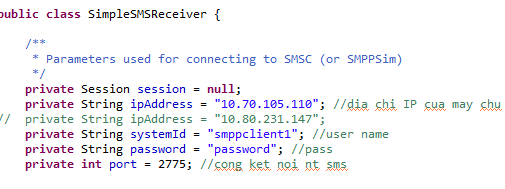 public class SimpleSMSReceiver {
/**
* Parameters used for connecting to SMSC (or SMPPSim)
*/
private Session session = null;
private String ipAddress = "10.70.105.110"; //dia chi IP cua may chu
// private String ipAddress = "10.80.231.147";
private String systemId = "smppclient1"; //user name
private String password = "password"; //pass
private int port = 2775; //cong ket noi nt sms